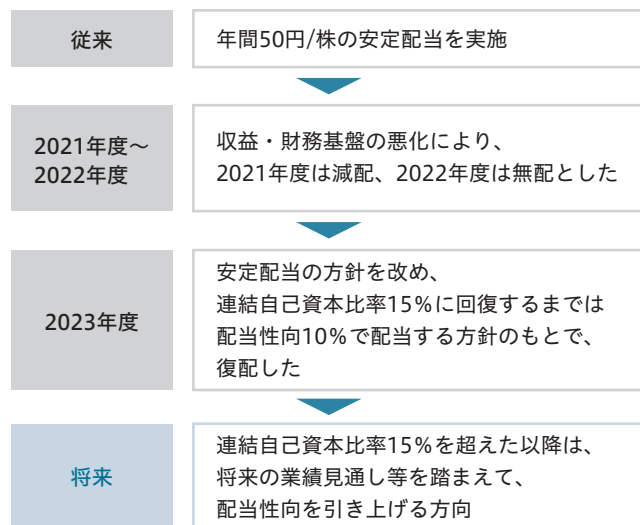 従来
年間50円/株の安定配当を実施
2021年度～
2022年度
収益・財務基盤の悪化により、
2021年度は減配、2022年度は無配とした
2023年度
安定配当の方針を改め、
連結自己資本比率15%に回復するまでは
配当性向10%で配当する方針のもとで、
復配した
将来
連結自己資本比率15%を超えた以降は、
将来の業績見通し等を踏まえて、
配当性向を引き上げる方向